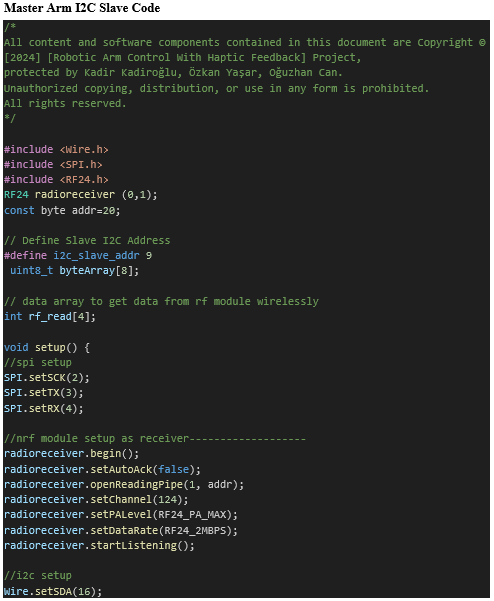 Master Arm I2C Slave Code
/*
All content and software components contained in this document are Copyright ©
[2024] [Robotic Arm Control With Haptic Feedback] Project,
protected by Kadir Kadiroğlu, Özkan Yaşar, Oğuzhan Can.
Unauthorized copying, distribution, or use in any form is prohibited.
All rights reserved.
*/
#include <Wire.h>
#include <SPI.h>
#include <RF24.h>
RF24 radioreceiver (0,1);
const byte addr=20;
// Define Slave I2C Address
#define i2c_slave_addr 9
uint8_t byteArray[8];
// data array to get data from rf module wirelessly
int rf_read[4];
void setup() {
//spi setup
SPI.setSCK(2);
SPI.setTX(3);
SPI.setRX(4);
//nrf module setup as receiver-------------------
radioreceiver.begin();
radioreceiver.setAutoAck(false);
radioreceiver.openReadingPipe(1, addr);
radioreceiver.setChannel(124);
radioreceiver.setPALevel(RF24_PA_MAX);
radioreceiver.setDataRate(RF24_2MBPS);
radioreceiver.startListening();
//i2c setup
Wire.setSDA(16);